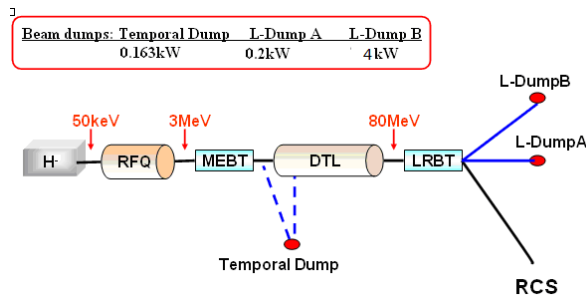 Beam dumps: Temporal Dump L-Dump A L-Dump B
0.163kW 0.2kW 4kW
L-DumpB
50keV 3MeV 80MeV
L-DumpA
H- RFQ MEBT DTL LRBT
Temporal Dump
RCS